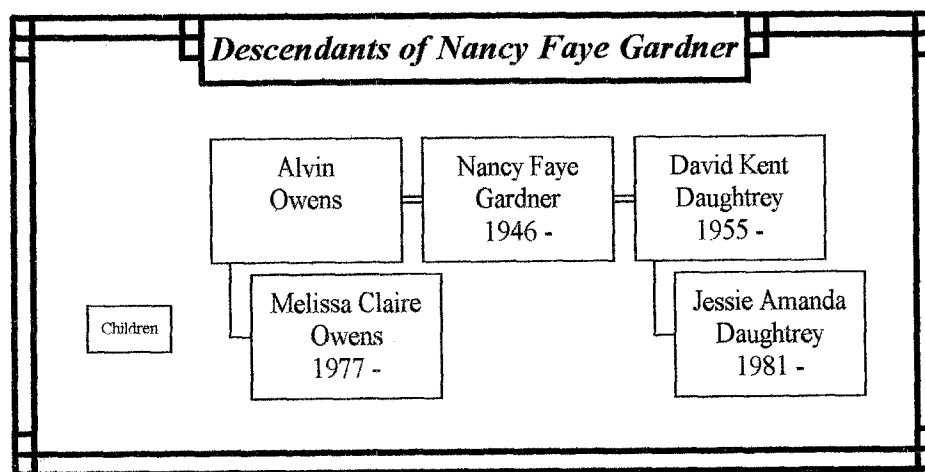 Descendants of Nancy Faye Gardner
Alvin
Owens
Nancy Faye
Gardner
1946 -
David Kent
Daughtrey
1955 -
Children
Melissa Claire
Owens
1977 -
Jessie Amanda
Daughtrey
1981 -